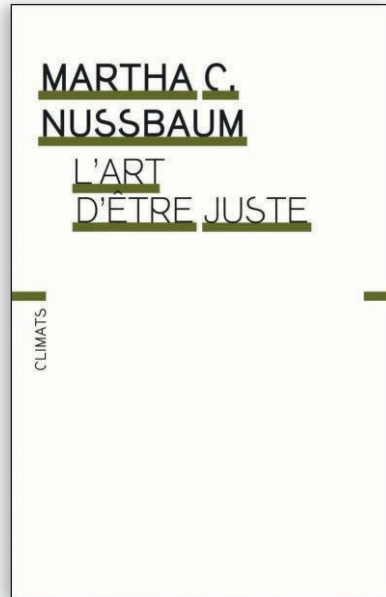 MARTHA C.
NUSSBAUM
L'ART
D'ÊTRE JUSTE
CLIMATS